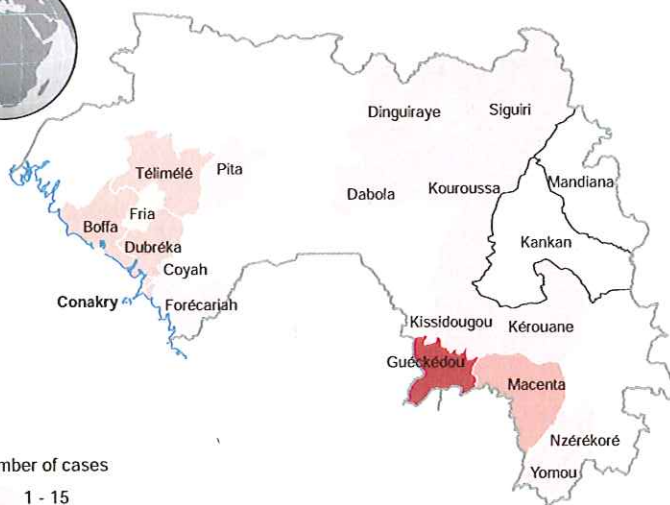 Dinguiraye
Siguiri
Télimélé
Pita
Mandiana
Dabola
Kouroussa
Fria
Boffa
Kankan
Dubréka
Coyah
Conakry
Forécariah
Kissidougou
Kérouane
Guéckédou
Macenta
Nzérékoré
Yomou
mber of cases
1 - 15